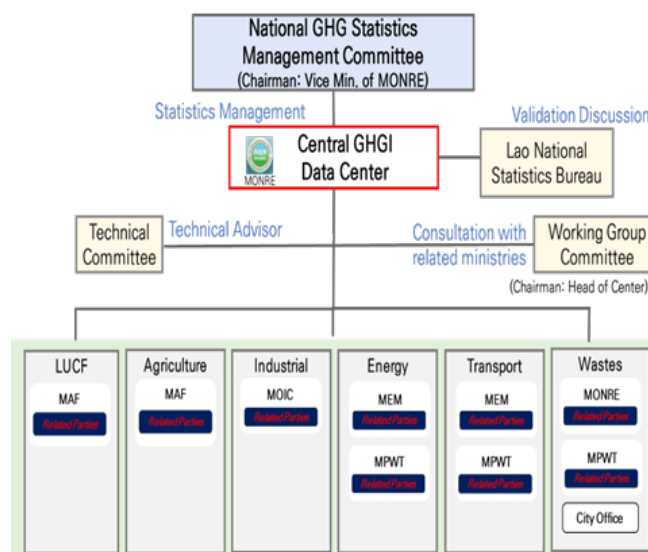 National GHG Statistics
Management Committee
(Chairman: Vice Min. of MONRE)
Statistics Management
Validation Discussion
Central GHGI
Data Center
MONRE
Lao National
Statistics Bureau
Technical
Committee
Technical Advisor
Consultation with
related ministries
Working Group
Committee
(Chairman: Head of Center)
LUCF
MAF
Related Parties
Agriculture
MAF
Related Parties
Industrial
MOIC
Related Parties
Energy
MEM
Related Parties
MPWT
Related Parties
Transport
MEM
Related Parties
MPWT
Related Parties
Wastes
MONRE
Related Parties
MPWT
Related Parties
City Office